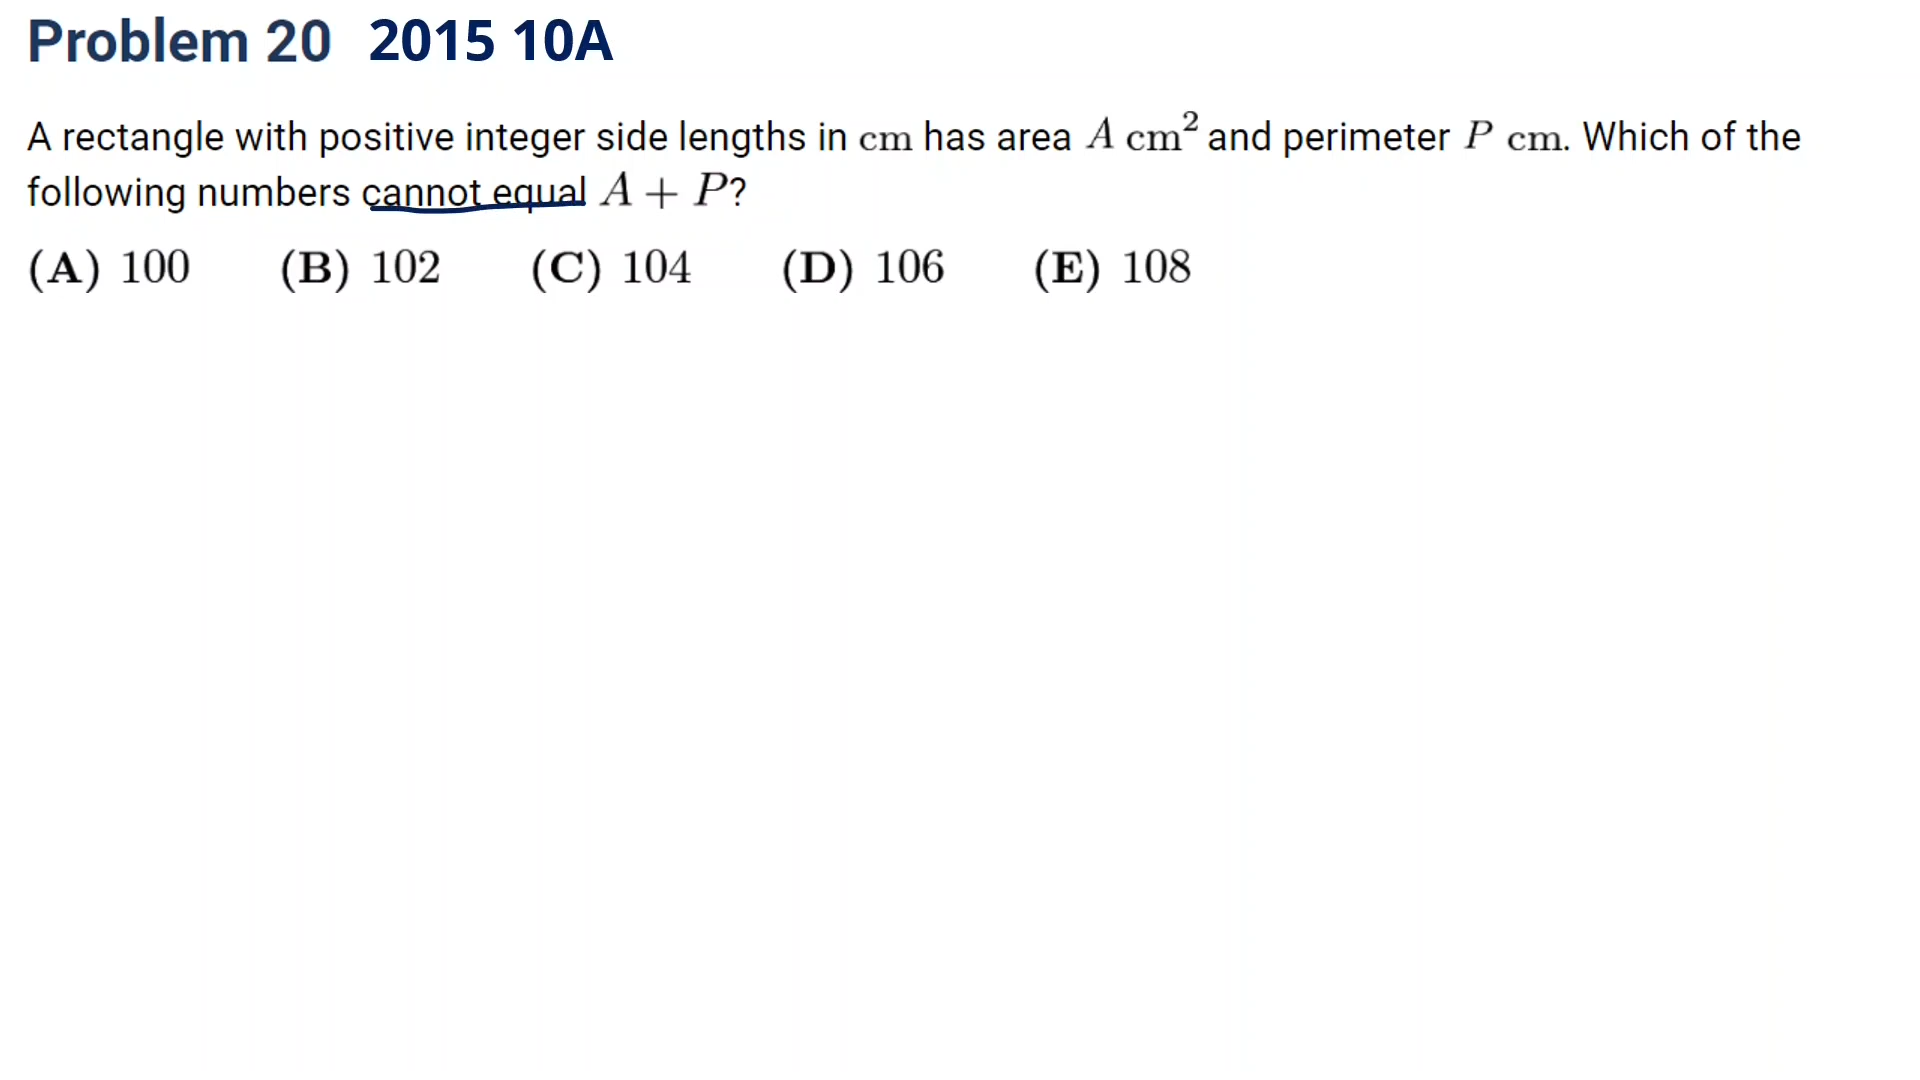 Problem 20 2015 10A
A rectangle with positive integer side lengths in cm has area A cm² and perimeter P cm. Which of the
following numbers cannot equal A + P?
(A) 100 (B) 102 (C) 104 (D) 106 (E) 108